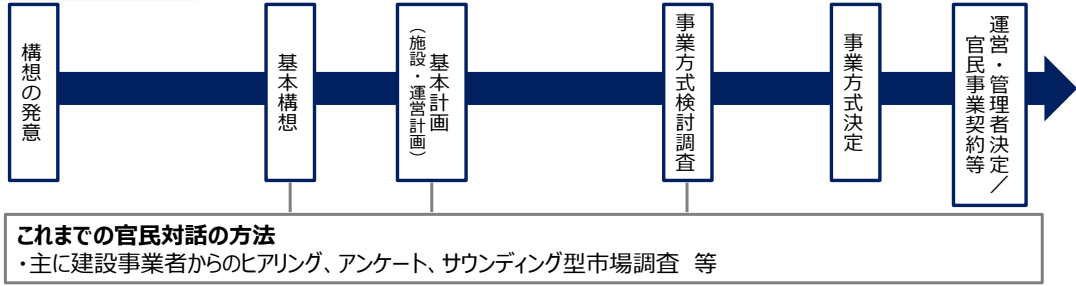 構想の発意
基本構想
基本計画
(施設・運営計画)
事業方式検討調査
事業方式決定
運営・管理者決定／
官民事業契約等
これまでの官民対話の方法
・主に建設事業者からのヒアリング、アンケート、サウンディング型市場調査　等